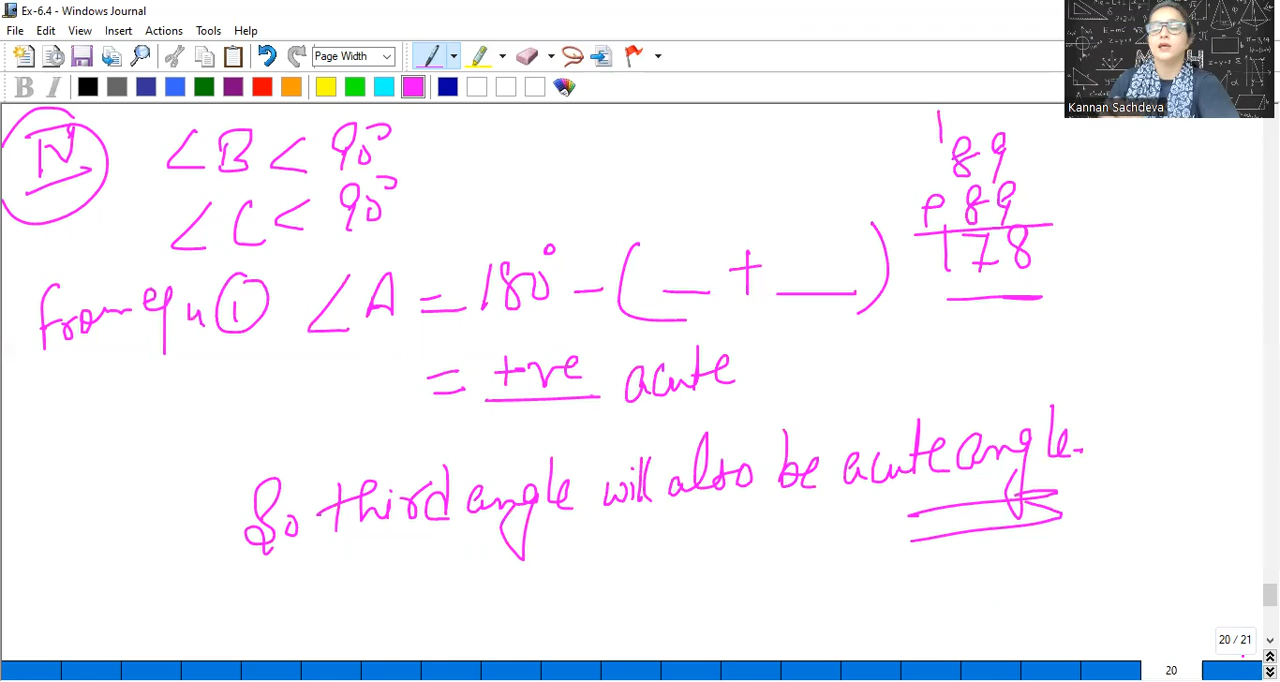 Ex-6.4 - Windows Journal
File Edit View Insert Actions Tools Help
Page Width
B I
Kannan Sachdeva
IV ∠B < 90°
∠C < 90°
189
89
178
From equ ① ∠A = 180° - ( __ + __ )
= +ve acute
So third angle will also be acute angle.
20 / 21
20